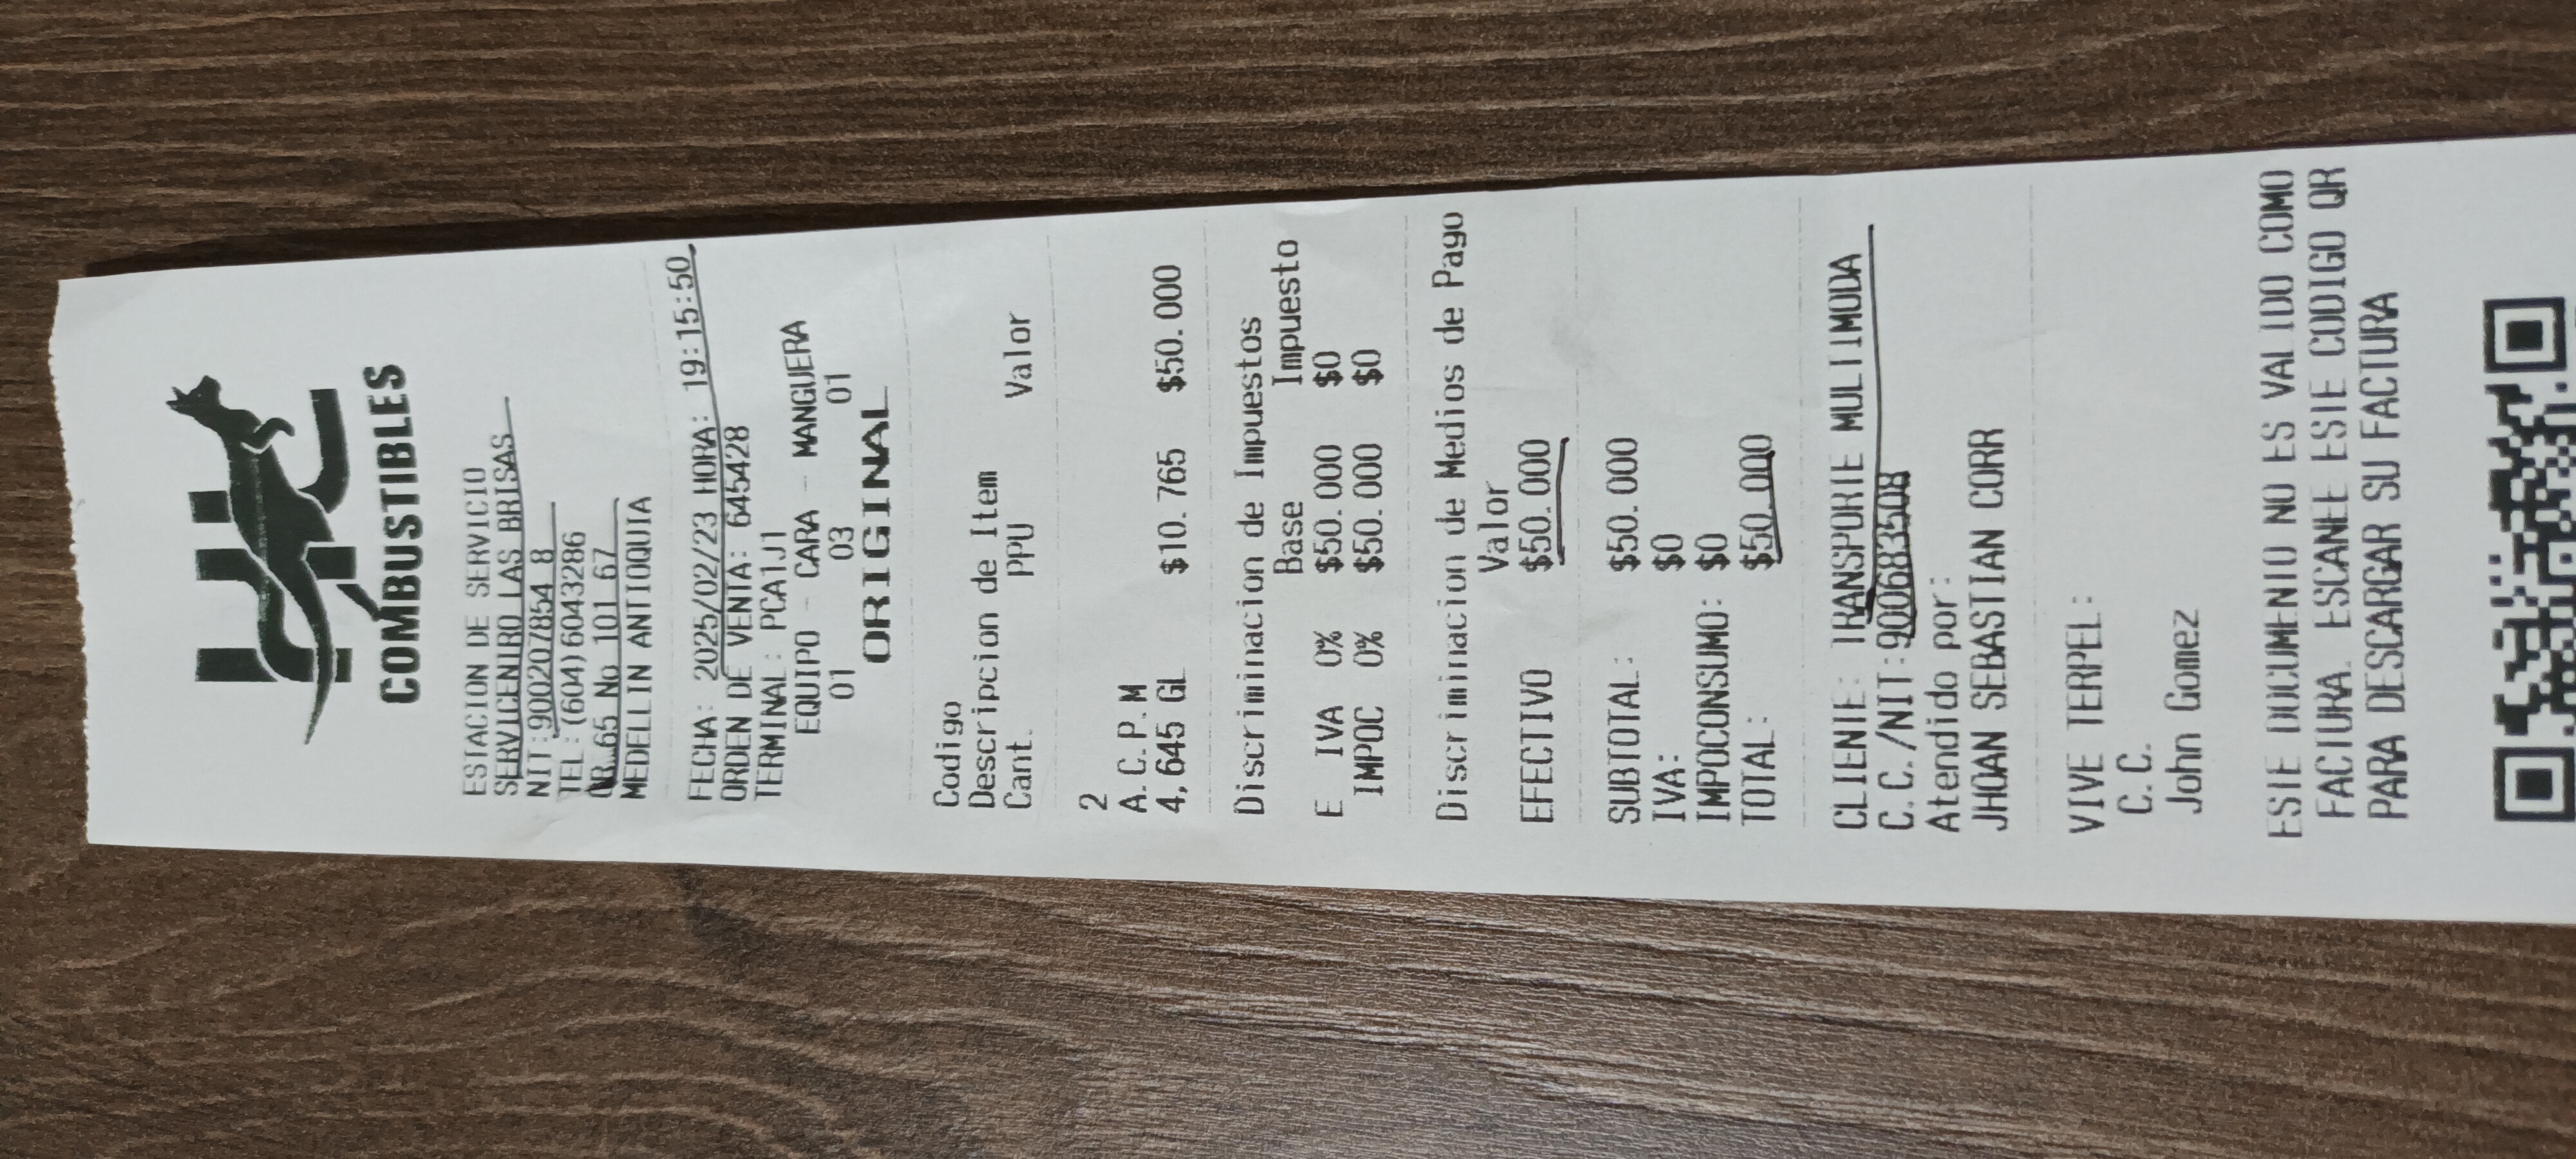 COMBUSTIBLES
ESTACION DE SERVICIO
SERVICENTRO LAS BRISAS
NIT:900207854 8
TEL:(604)6043286
CR 65 No 101 67
MEDELLIN ANTIOQUIA
FECHA: 2025/02/23 HORA: 19:15:50
ORDEN DE VENTA: 645428
TERMINAL: PCA1J1
EQUIPO - CARA - MANGUERA
01 03 01
ORIGINAL
Codigo
Descripcion de Item
Cant. PPU Valor
2
A.C.P.M
4,645 GL $10.765 $50.000
Discriminacion de Impuestos
Base Impuesto
E IVA 0% $50.000 $0
IMPOC 0% $50.000 $0
Discriminacion de Medios de Pago
Valor
EFECTIVO $50.000
SUBTOTAL: $50.000
IVA: $0
IMPOCONSUMO: $0
TOTAL: $50.000
CLIENTE: TRANSPORTE MULTIMODA
C.C./NIT:900683508
Atendido por:
JHOAN SEBASTIAN CORR
VIVE TERPEL:
C.C.
John Gomez
ESTE DOCUMENTO NO ES VALIDO COMO
FACTURA. ESCANEE ESTE CODIGO QR
PARA DESCARGAR SU FACTURA